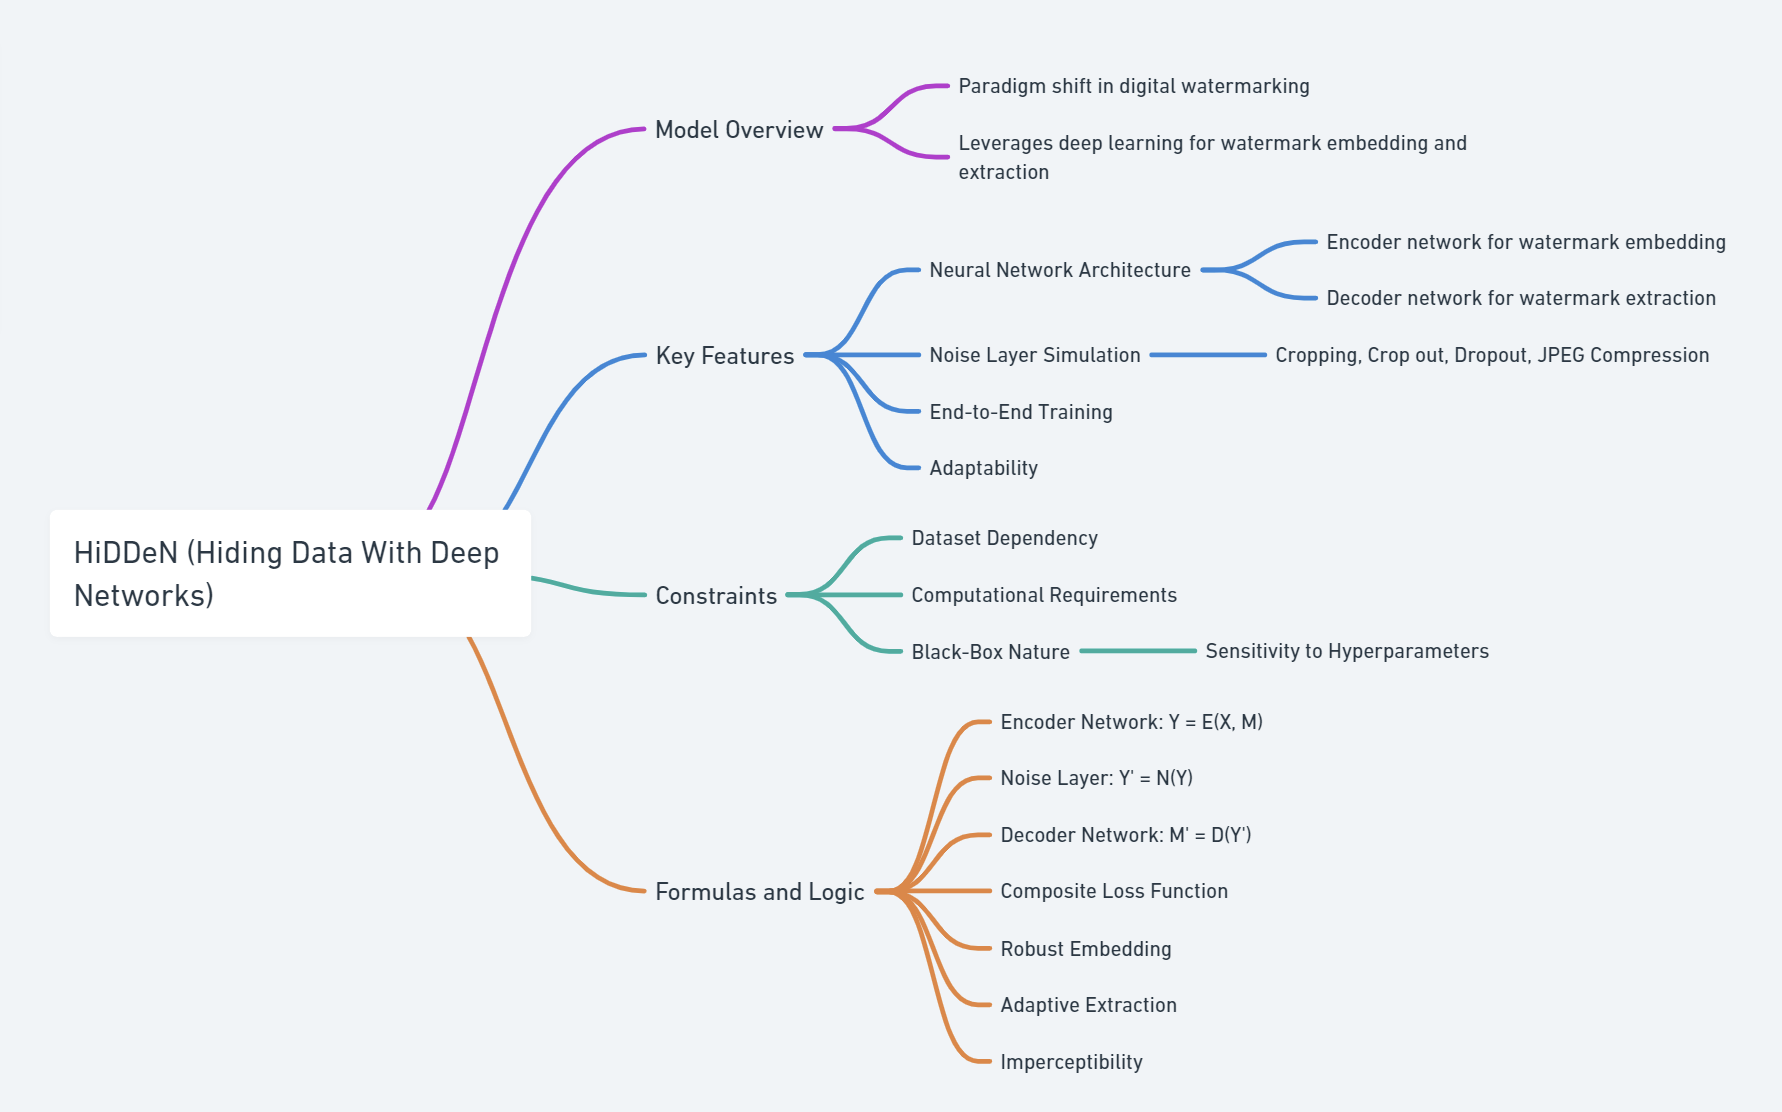 HiDDeN (Hiding Data With Deep
Networks)
Model Overview
Paradigm shift in digital watermarking
Leverages deep learning for watermark embedding and
extraction
Key Features
Neural Network Architecture
Encoder network for watermark embedding
Decoder network for watermark extraction
Noise Layer Simulation
Cropping, Crop out, Dropout, JPEG Compression
End-to-End Training
Adaptability
Constraints
Dataset Dependency
Computational Requirements
Black-Box Nature
Sensitivity to Hyperparameters
Formulas and Logic
Encoder Network: Y = E(X, M)
Noise Layer: Y' = N(Y)
Decoder Network: M' = D(Y')
Composite Loss Function
Robust Embedding
Adaptive Extraction
Imperceptibility